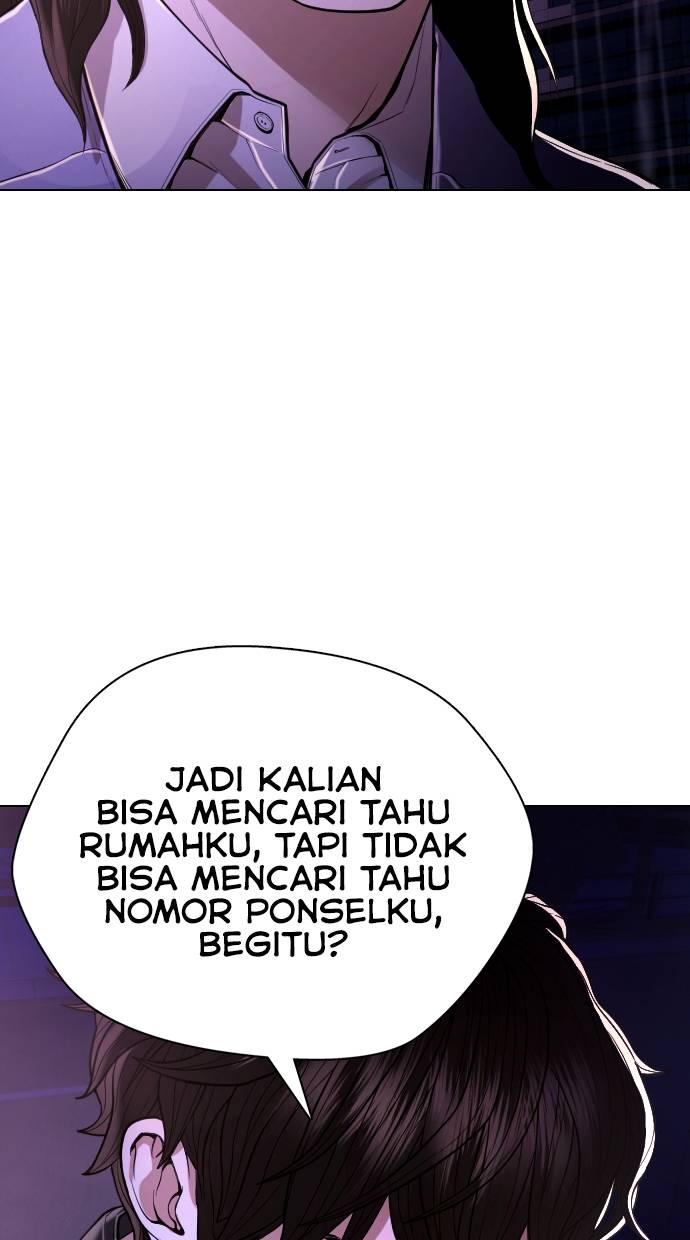 JADI KALIAN
BISA MENCARI TAHU
RUMAHKU, TAPI TIDAK
BISA MENCARI TAHU
NOMOR PONSELKU,
BEGITU?